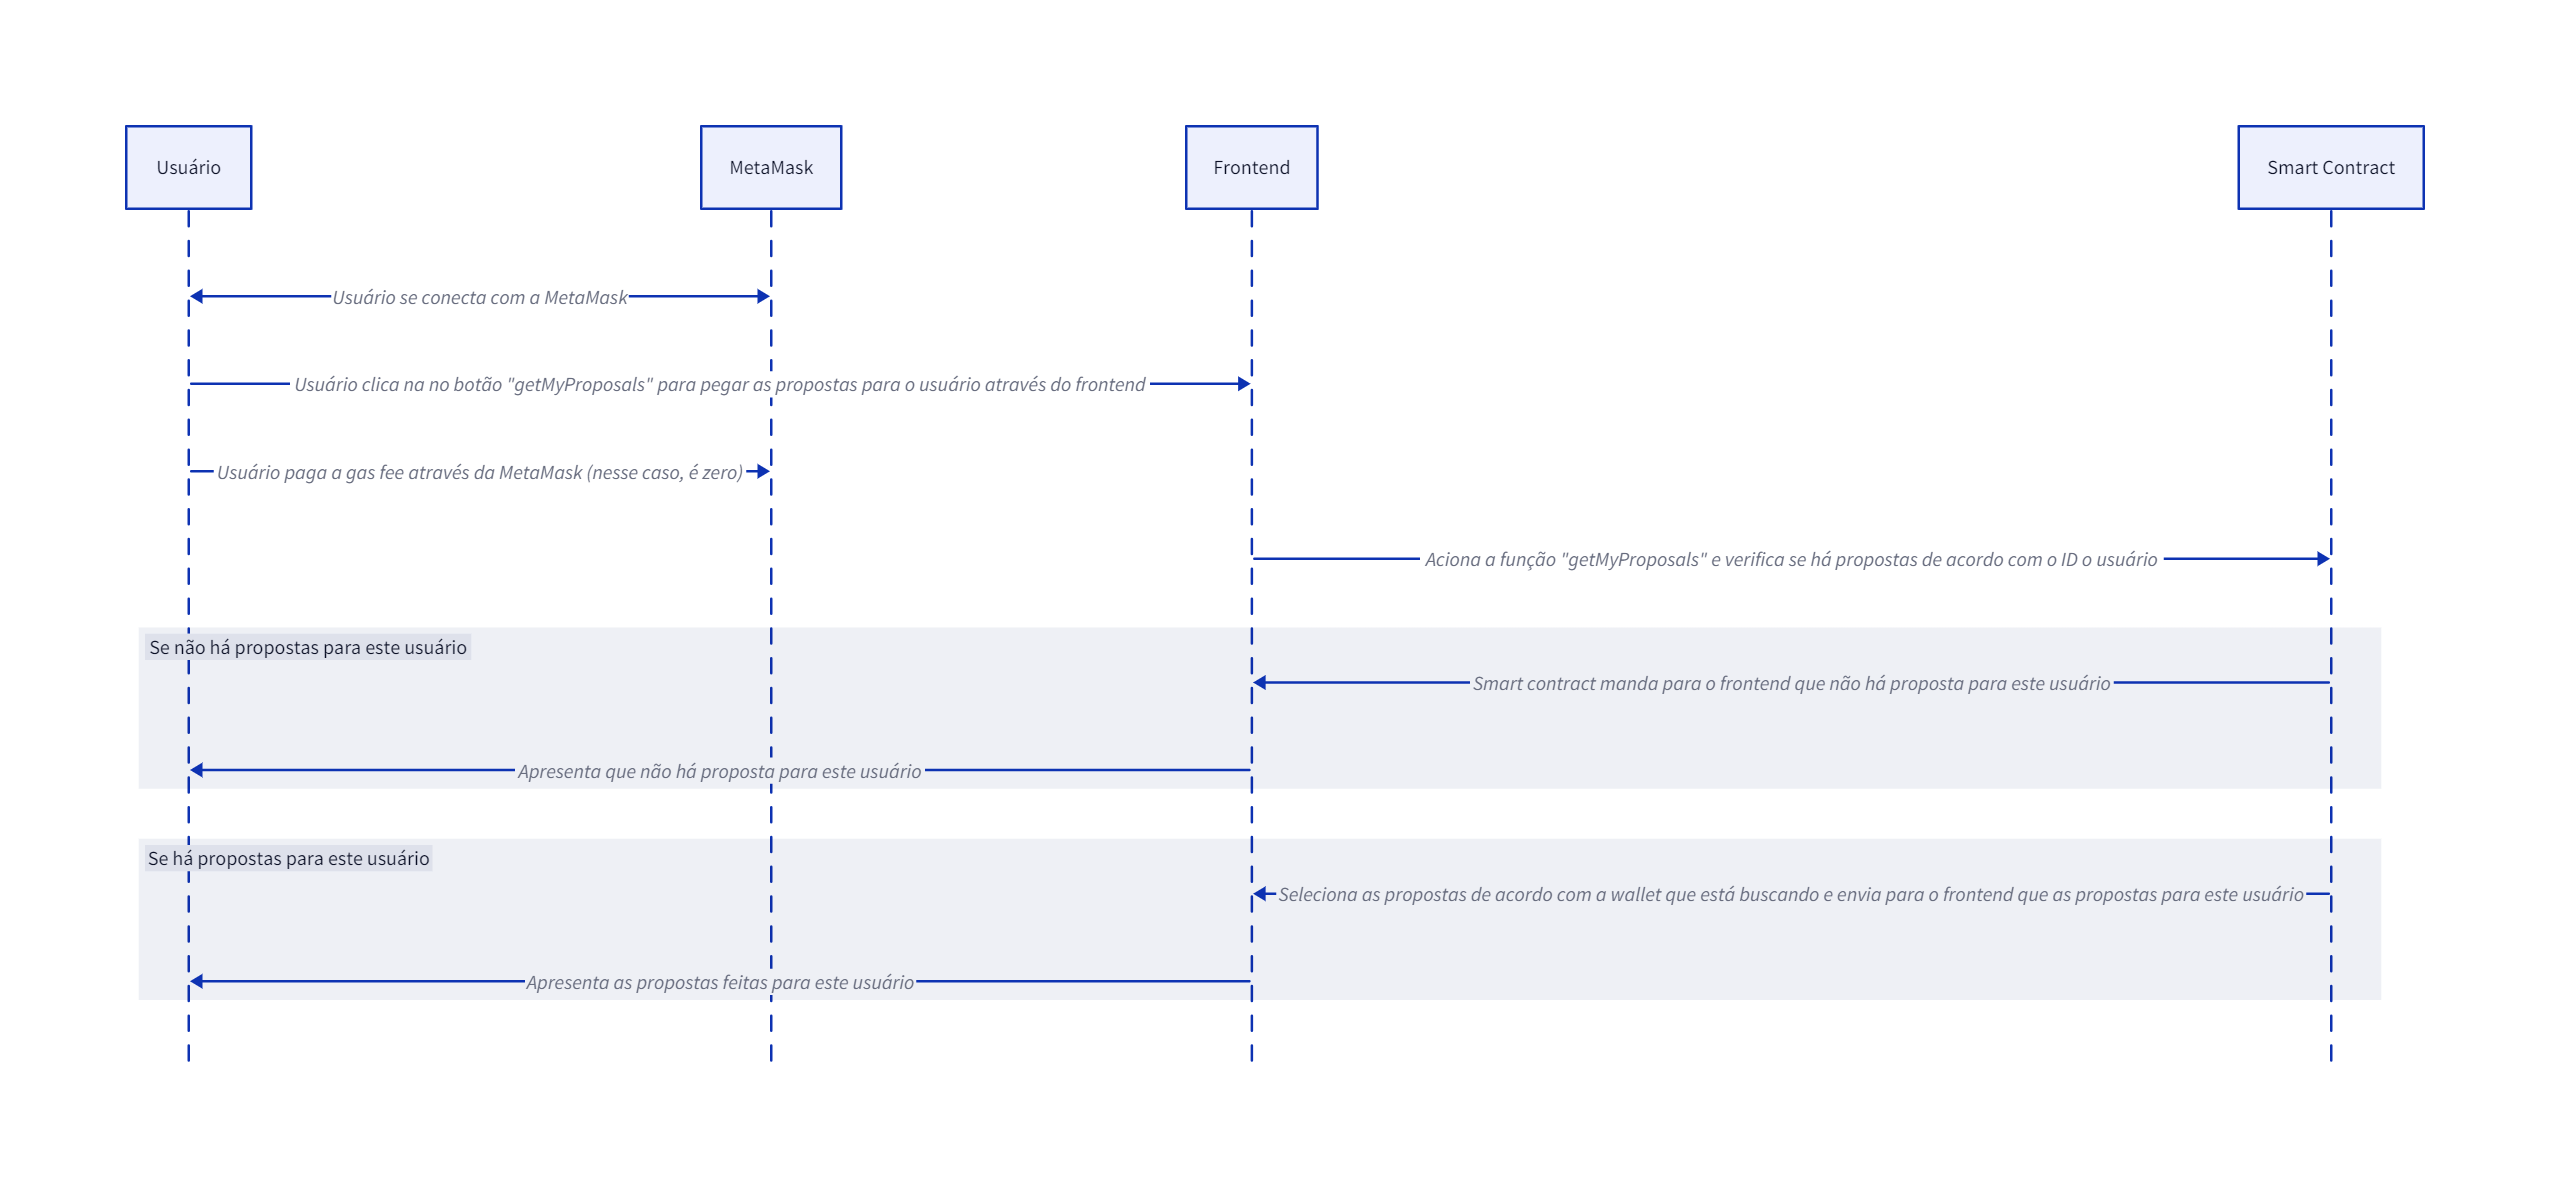 Usuário
MetaMask
Frontend
Smart Contract
Usuário se conecta com a MetaMask
Usuário clica na no botão "getMyProposals" para pegar as propostas para o usuário através do frontend
Usuário paga a gas fee através da MetaMask (nesse caso, é zero)
Aciona a função "getMyProposals" e verifica se há propostas de acordo com o ID o usuário
Se não há propostas para este usuário
Smart contract manda para o frontend que não há proposta para este usuário
Apresenta que não há proposta para este usuário
Se há propostas para este usuário
Seleciona as propostas de acordo com a wallet que está buscando e envia para o frontend que as propostas para este usuário
Apresenta as propostas feitas para este usuário